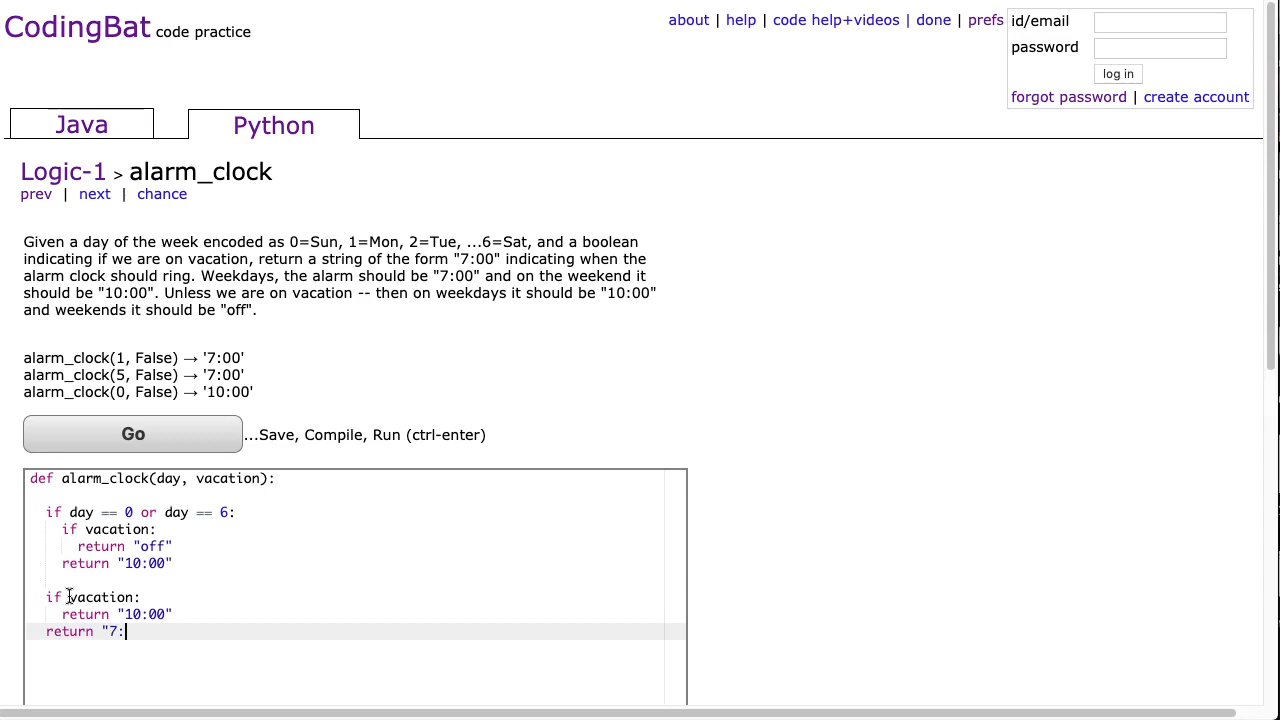 CodingBat code practice
about | help | code help+videos | done | prefs
id/email
password
log in
forgot password | create account
Java
Python
Logic-1 > alarm_clock
prev | next | chance
Given a day of the week encoded as 0=Sun, 1=Mon, 2=Tue, ...6=Sat, and a boolean
indicating if we are on vacation, return a string of the form "7:00" indicating when the
alarm clock should ring. Weekdays, the alarm should be "7:00" and on the weekend it
should be "10:00". Unless we are on vacation -- then on weekdays it should be "10:00"
and weekends it should be "off".
alarm_clock(1, False) → '7:00'
alarm_clock(5, False) → '7:00'
alarm_clock(0, False) → '10:00'
Go
...Save, Compile, Run (ctrl-enter)
def alarm_clock(day, vacation):
if day == 0 or day == 6:
if vacation:
return "off"
return "10:00"
if vacation:
return "10:00"
return "7: